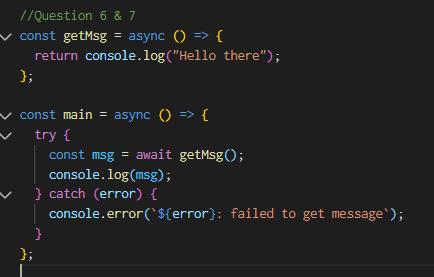 //Question 6 & 7
const getMsg = async () => {
  return console.log("Hello there");
};

const main = async () => {
  try {
    const msg = await getMsg();
    console.log(msg);
  } catch (error) {
    console.error(`${error}: failed to get message`);
  }
};